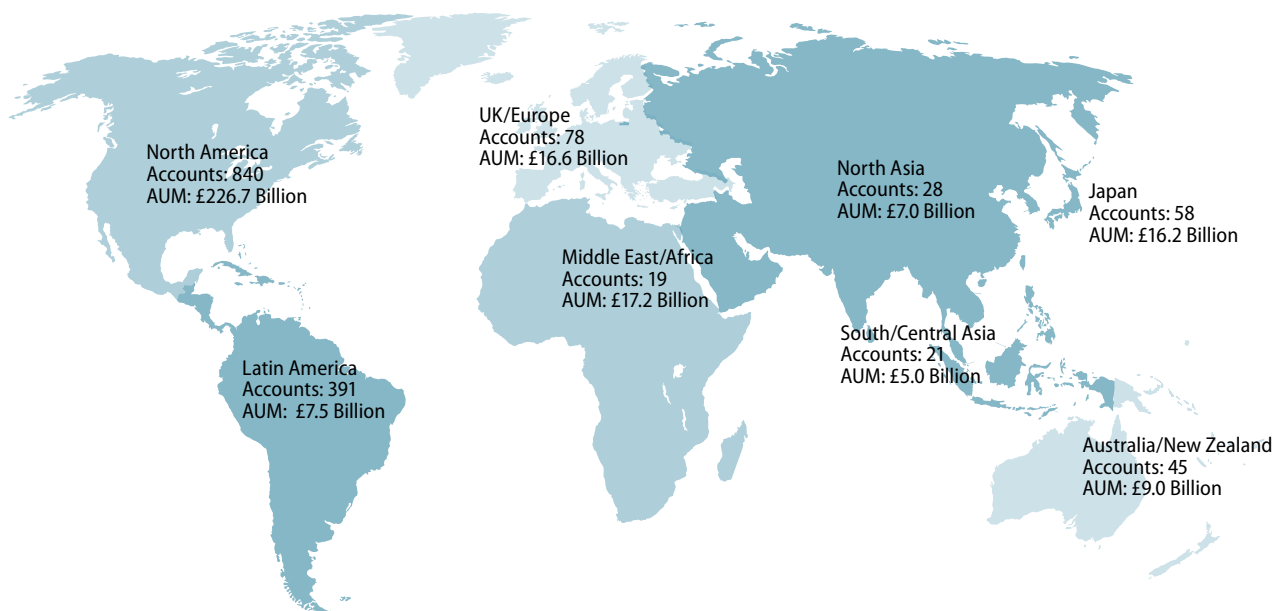 North America
Accounts: 840
AUM: £226.7 Billion
UK/Europe
Accounts: 78
AUM: £16.6 Billion
North Asia
Accounts: 28
AUM: £7.0 Billion
Japan
Accounts: 58
AUM: £16.2 Billion
Middle East/Africa
Accounts: 19
AUM: £17.2 Billion
South/Central Asia
Accounts: 21
AUM: £5.0 Billion
Latin America
Accounts: 391
AUM: £7.5 Billion
Australia/New Zealand
Accounts: 45
AUM: £9.0 Billion